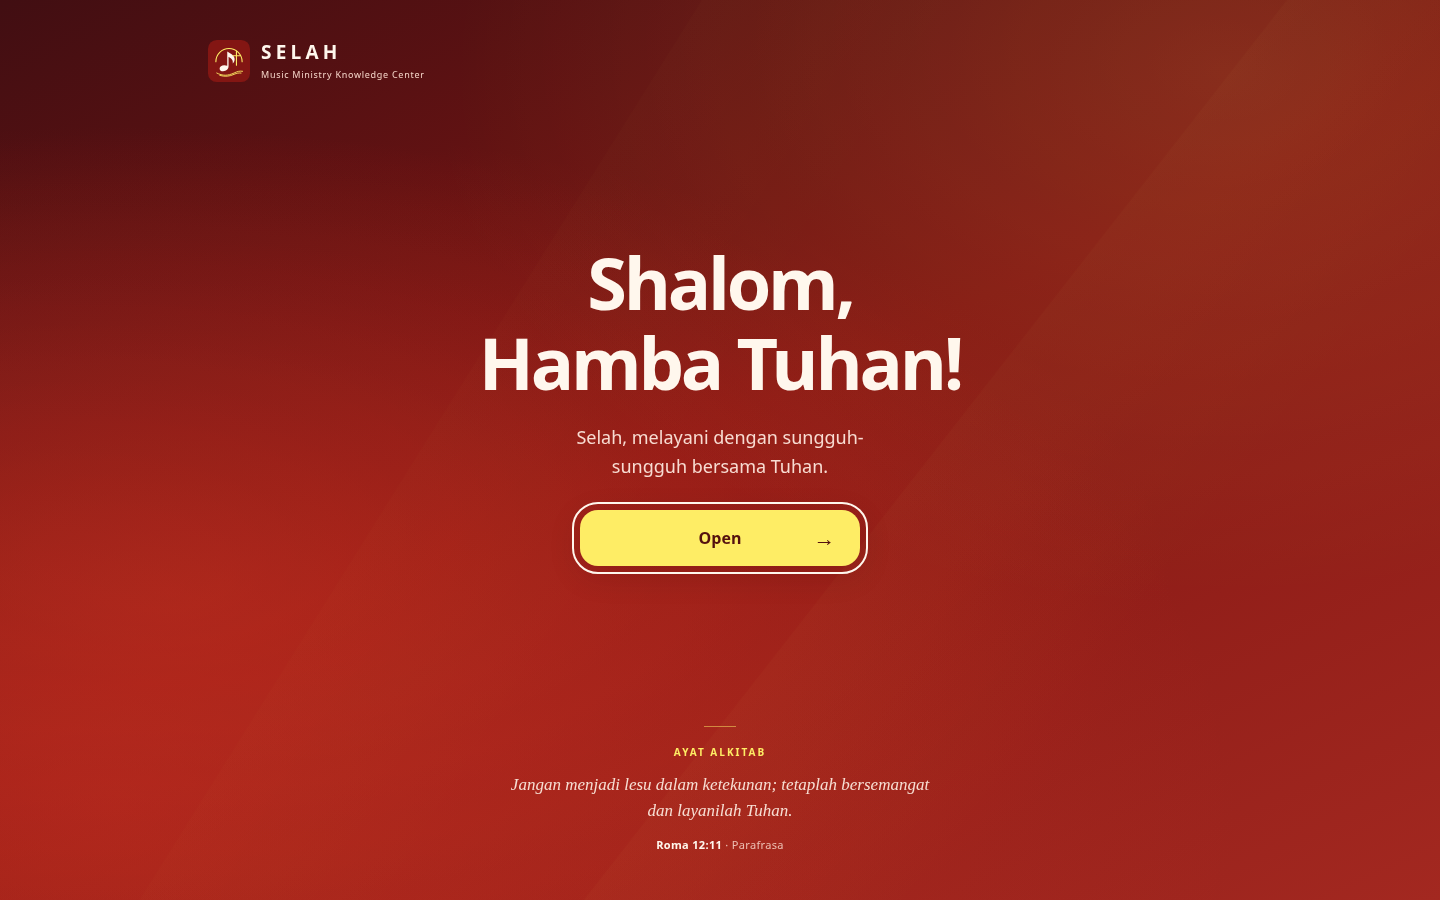 SELAH
Music Ministry Knowledge Center
Shalom,
Hamba Tuhan!
Selah, melayani dengan sungguh-
sungguh bersama Tuhan.
Open →
AYAT ALKITAB
Jangan menjadi lesu dalam ketekunan; tetaplah bersemangat
dan layanilah Tuhan.
Roma 12:11 · Parafrasa